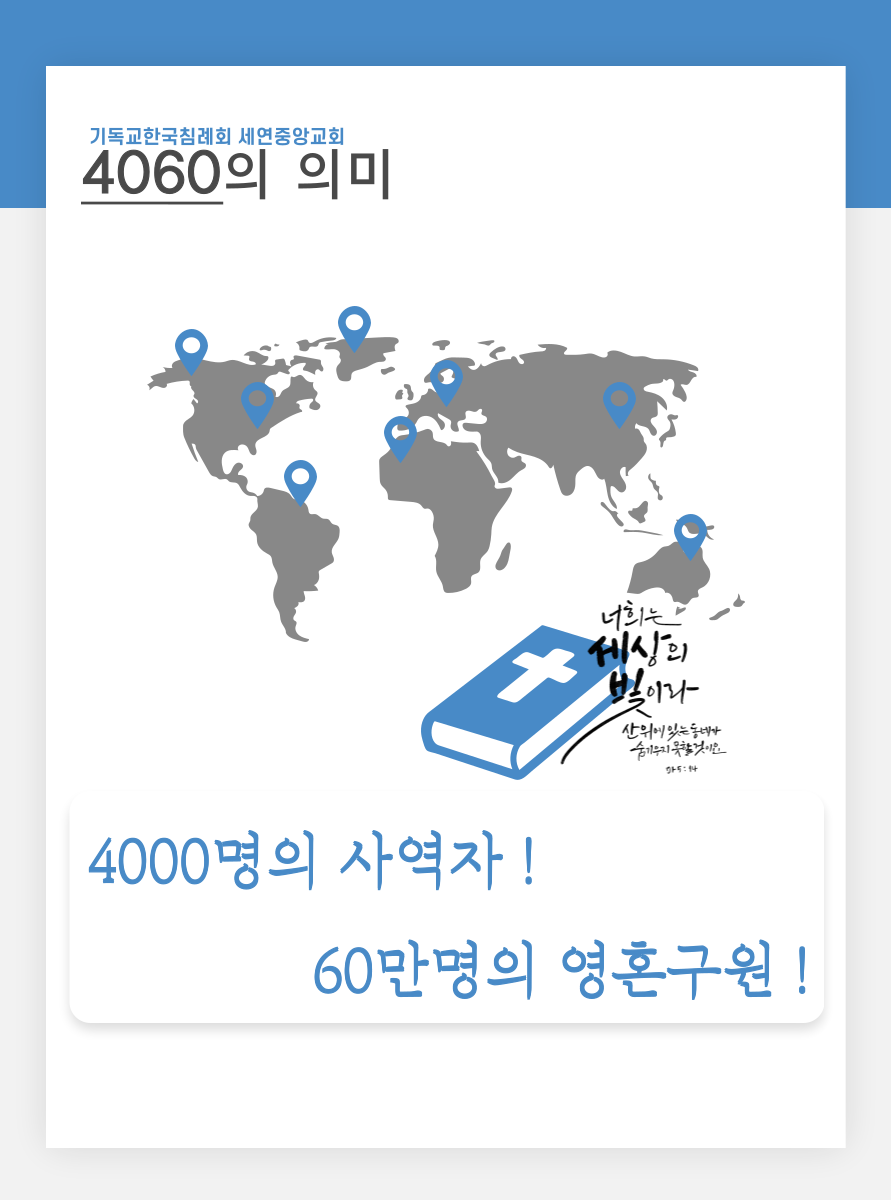 기독교한국침례회 세연중앙교회
4060의 의미
너희는
세상의
빛이라
산위에 있는 동네가
숨기우지 못할 것이요
마 5 : 14
4000명의 사역자 !
60만명의 영혼구원 !